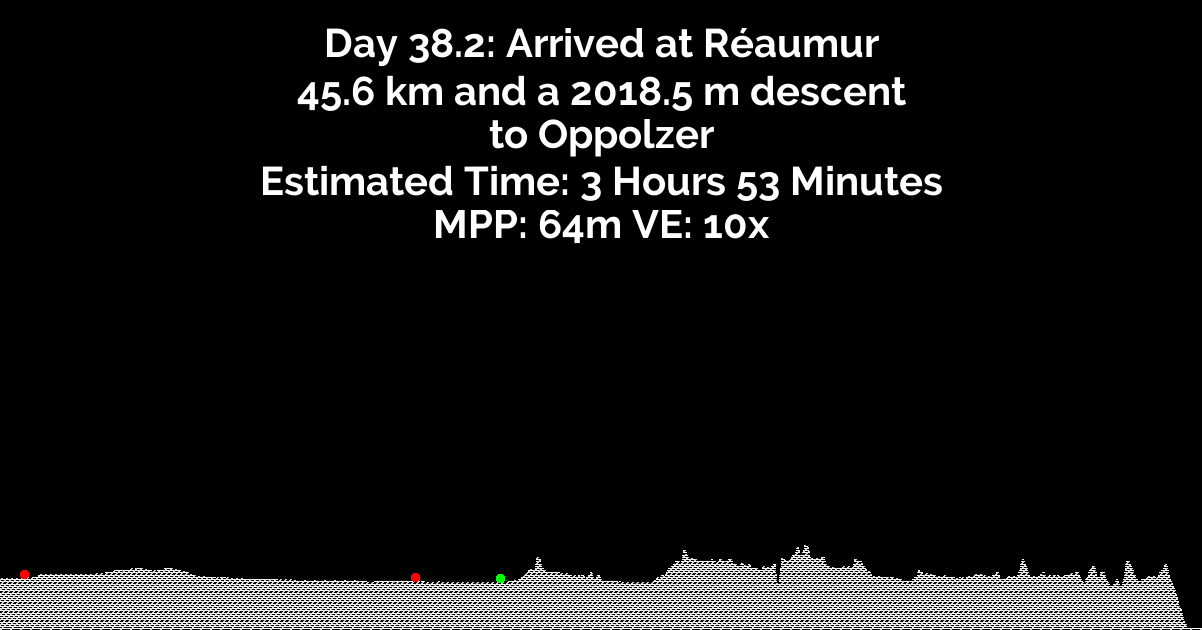 Day 38.2: Arrived at Réaumur
45.6 km and a 2018.5 m descent
to Oppolzer
Estimated Time: 3 Hours 53 Minutes
MPP: 64m VE: 10x